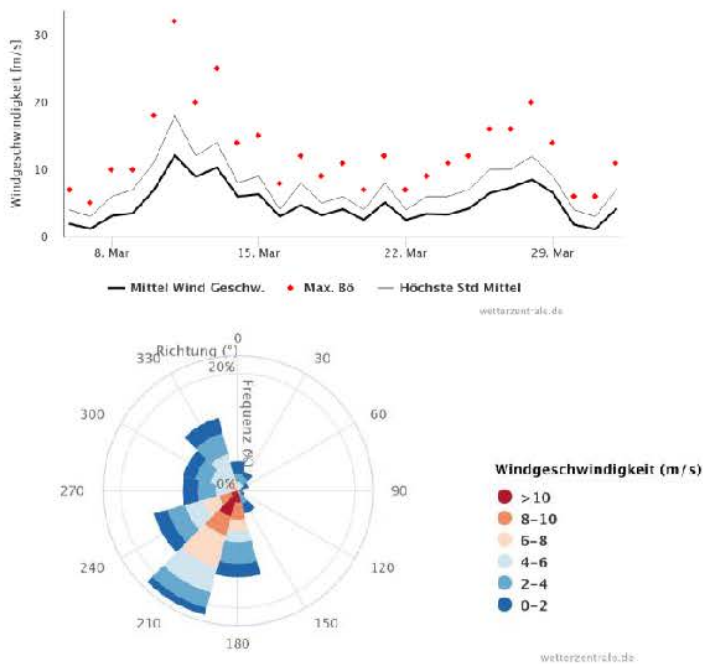 Windgeschwindigkeit [m/s]
30
20
10
0
8. Mar
15. Mar
22. Mar
29. Mar
Mittel Wind Geschw.
Max. Bö
Höchste Std Mittel
wetterzentrale.de
0
Richtung (°)
20%
Frequenz (%)
0%
30
60
90
120
150
180
210
240
270
300
330
Windgeschwindigkeit (m/s)
>10
8-10
6-8
4-6
2-4
0-2
wetterzentrale.de